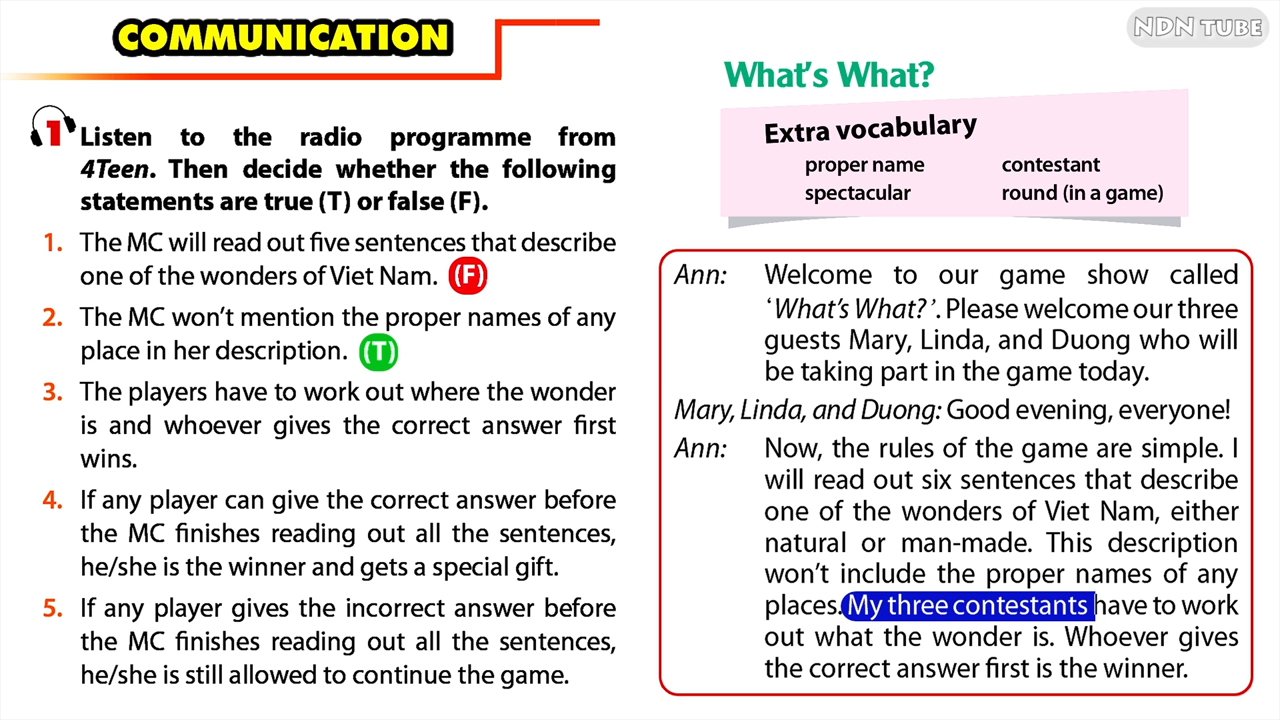 COMMUNICATION
NDN TUBE
1 Listen to the radio programme from
4Teen. Then decide whether the following
statements are true (T) or false (F).
1. The MC will read out five sentences that describe
one of the wonders of Viet Nam. (F)
2. The MC won't mention the proper names of any
place in her description. (T)
3. The players have to work out where the wonder
is and whoever gives the correct answer first
wins.
4. If any player can give the correct answer before
the MC finishes reading out all the sentences,
he/she is the winner and gets a special gift.
5. If any player gives the incorrect answer before
the MC finishes reading out all the sentences,
he/she is still allowed to continue the game.
What's What?
Extra vocabulary
proper name contestant
spectacular round (in a game)
Ann: Welcome to our game show called
'What's What?'. Please welcome our three
guests Mary, Linda, and Duong who will
be taking part in the game today.
Mary, Linda, and Duong: Good evening, everyone!
Ann: Now, the rules of the game are simple. I
will read out six sentences that describe
one of the wonders of Viet Nam, either
natural or man-made. This description
won't include the proper names of any
places. My three contestants have to work
out what the wonder is. Whoever gives
the correct answer first is the winner.